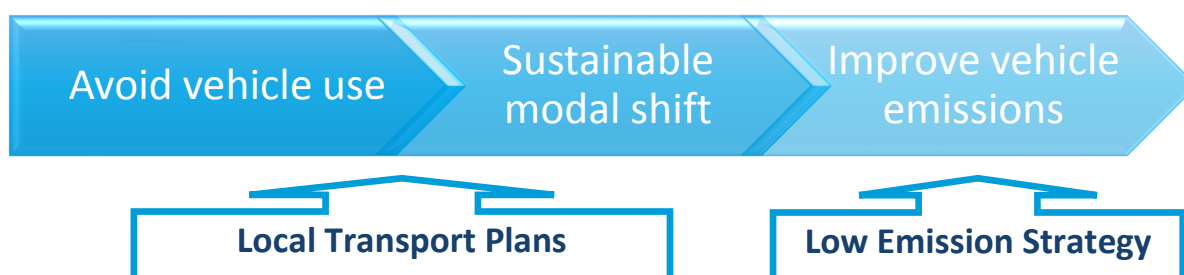 Avoid vehicle use
Sustainable
modal shift
Improve vehicle
emissions
Local Transport Plans
Low Emission Strategy